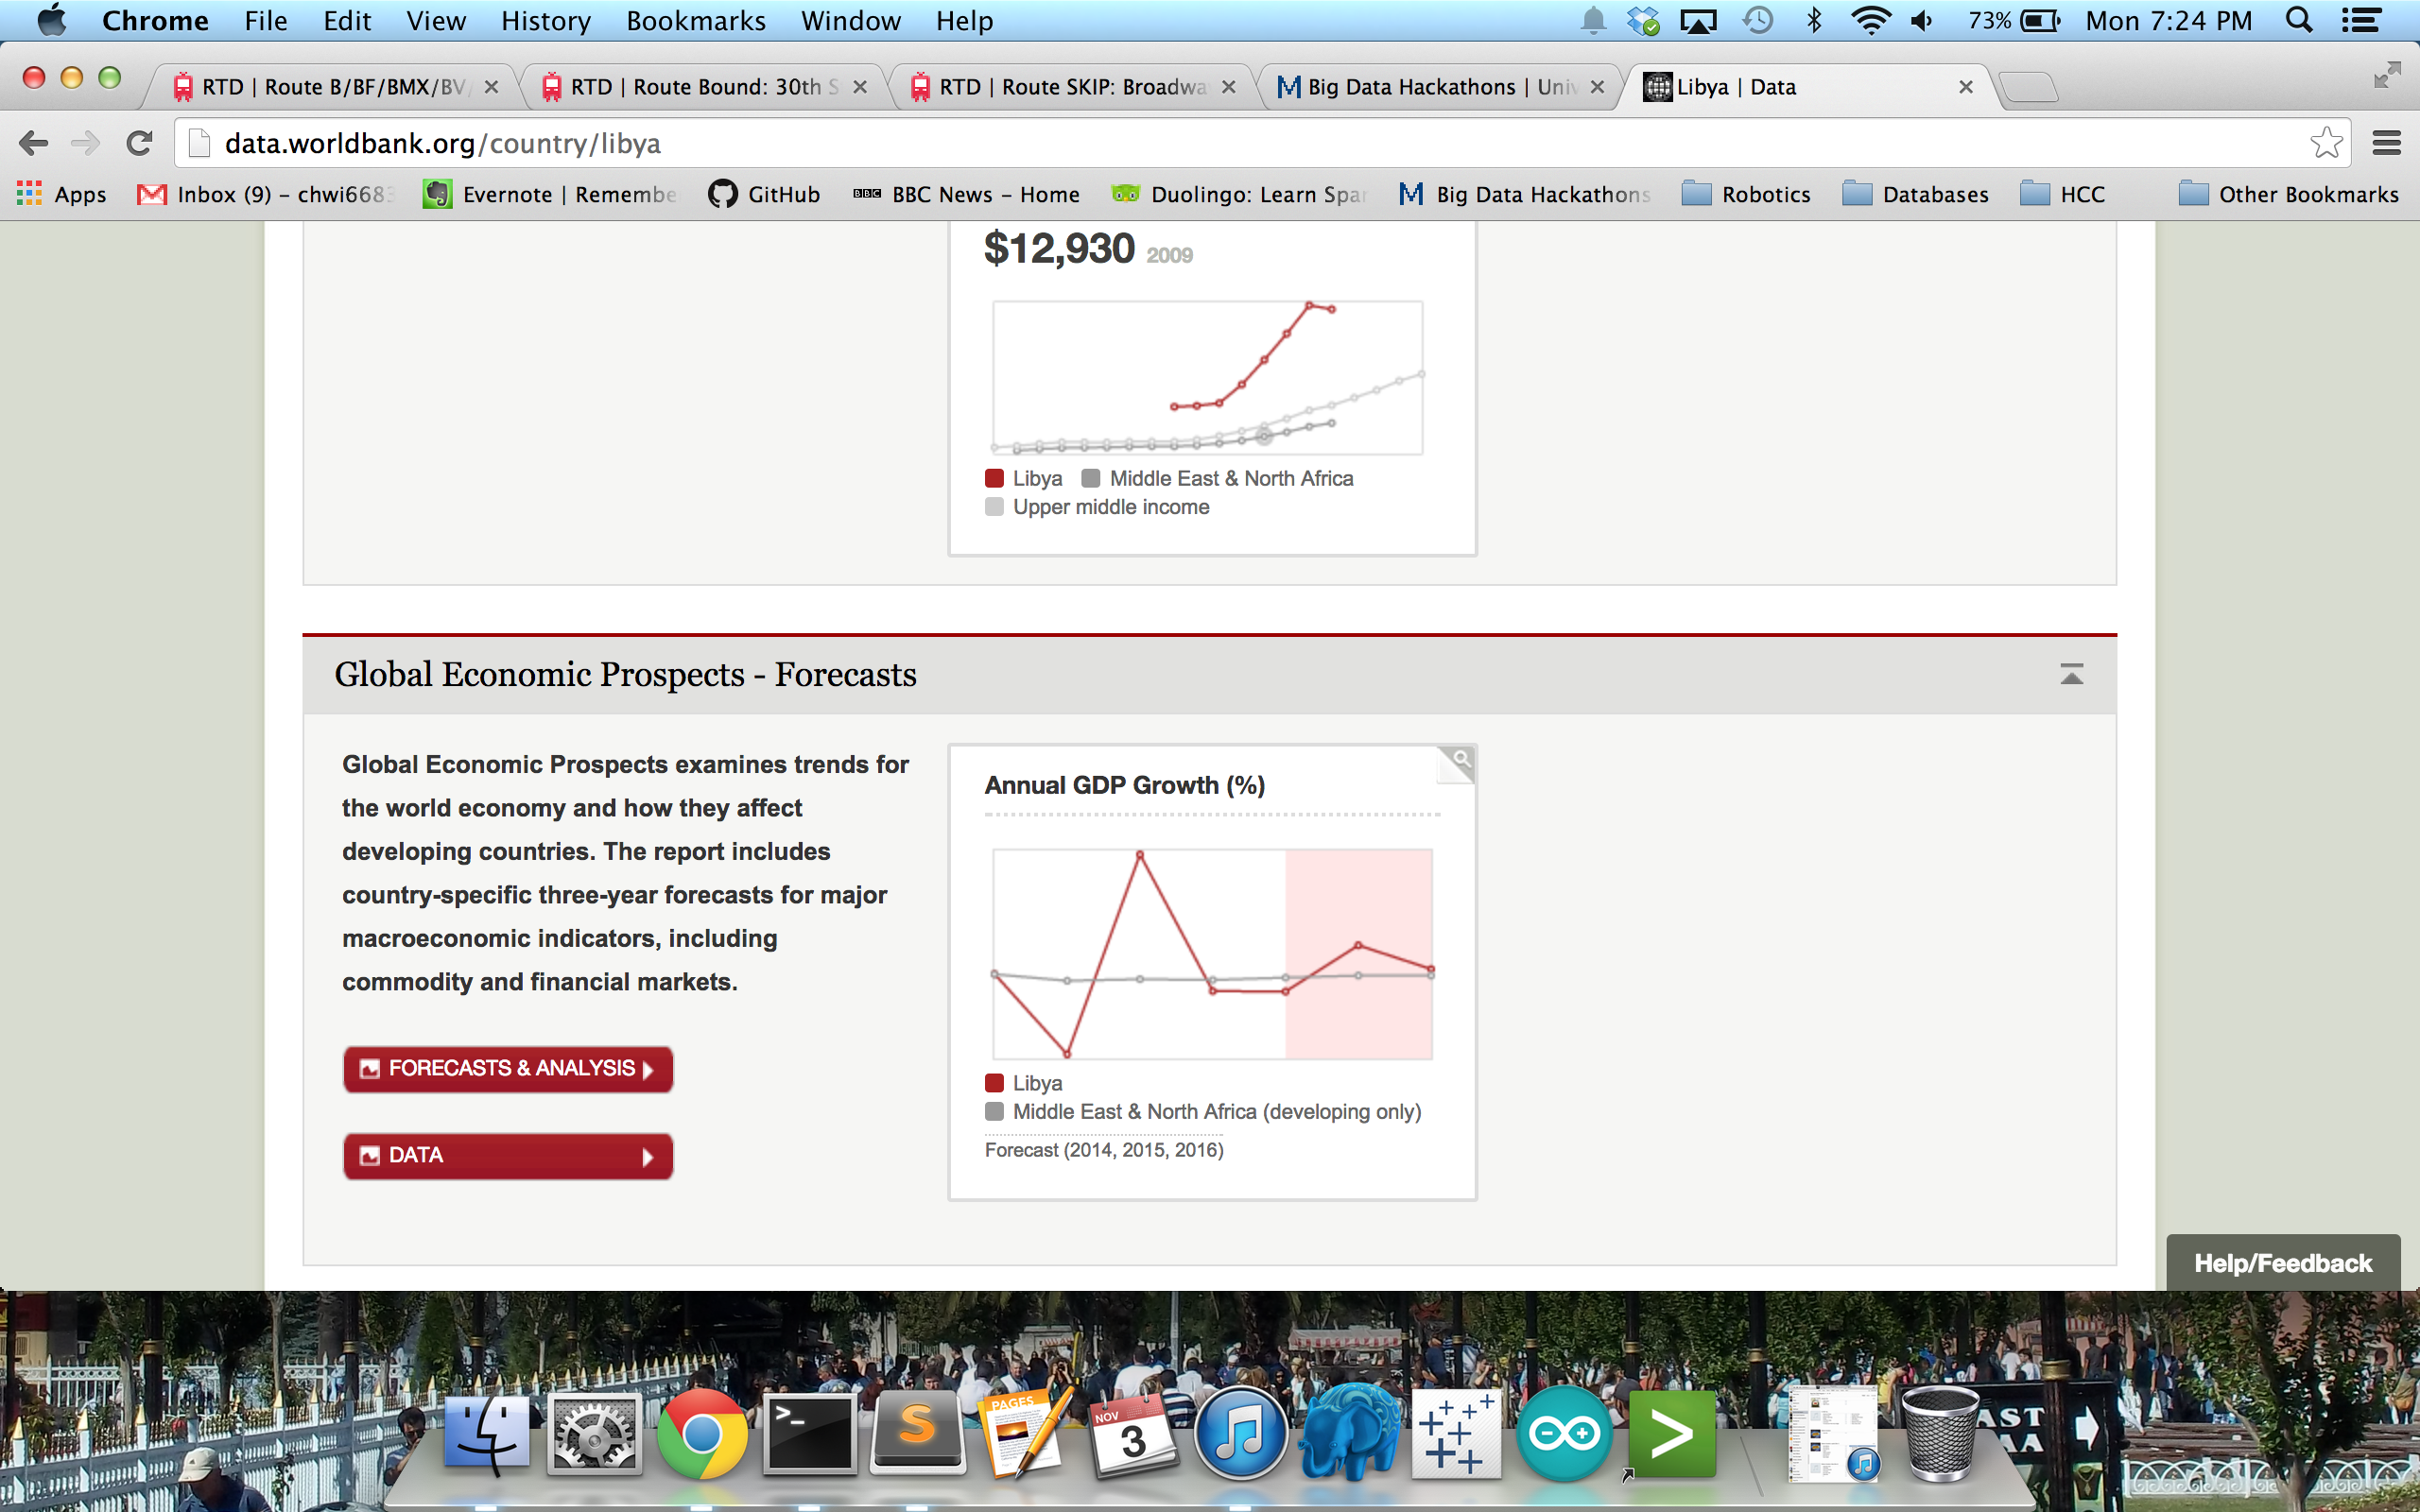 Chrome File Edit View History Bookmarks Window Help 73% Mon 7:24 PM
RTD | Route B/BF/BMX/BV/ RTD | Route Bound: 30th S RTD | Route SKIP: Broadwa Big Data Hackathons | Univ Libya | Data
data.worldbank.org/country/libya
Apps Inbox (9) – chwi6683 Evernote | Remembe GitHub BBC BBC News – Home Duolingo: Learn Spa Big Data Hackathons Robotics Databases HCC Other Bookmarks
$12,930 2009
Libya Middle East & North Africa
Upper middle income
Global Economic Prospects - Forecasts
Global Economic Prospects examines trends for
the world economy and how they affect
developing countries. The report includes
country-specific three-year forecasts for major
macroeconomic indicators, including
commodity and financial markets.
FORECASTS & ANALYSIS
DATA
Annual GDP Growth (%)
Libya
Middle East & North Africa (developing only)
Forecast (2014, 2015, 2016)
Help/Feedback
>_
S
PAGES
NOV
3
AST